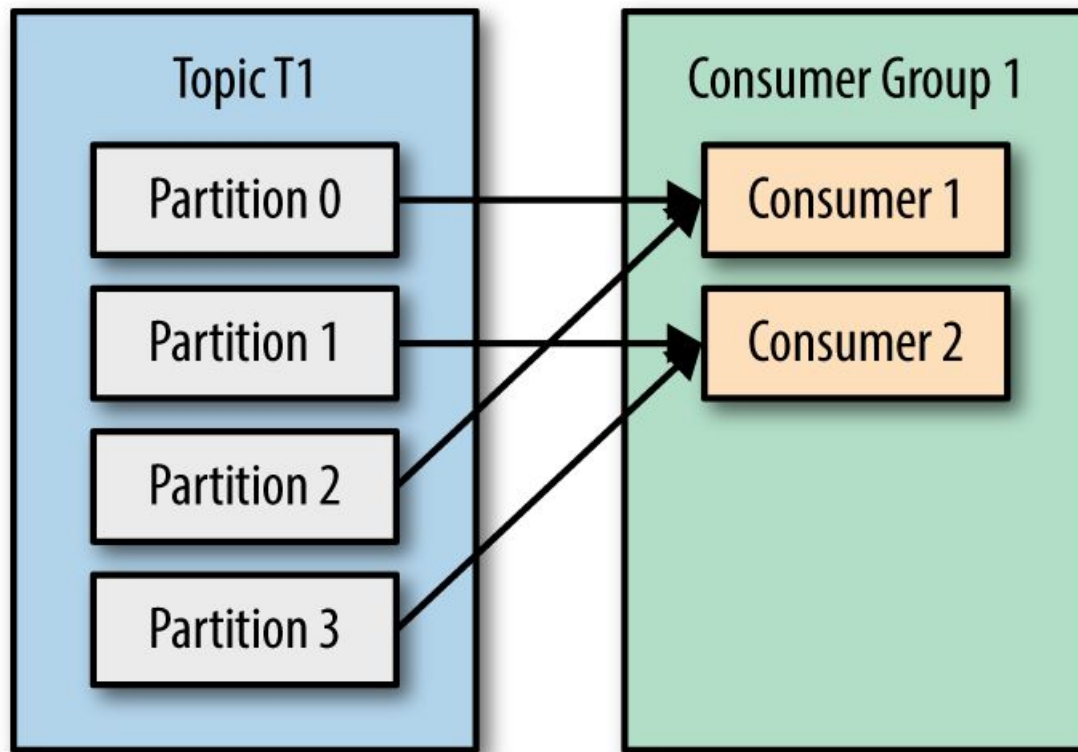 Topic T1
Partition 0
Partition 1
Partition 2
Partition 3
Consumer Group 1
Consumer 1
Consumer 2